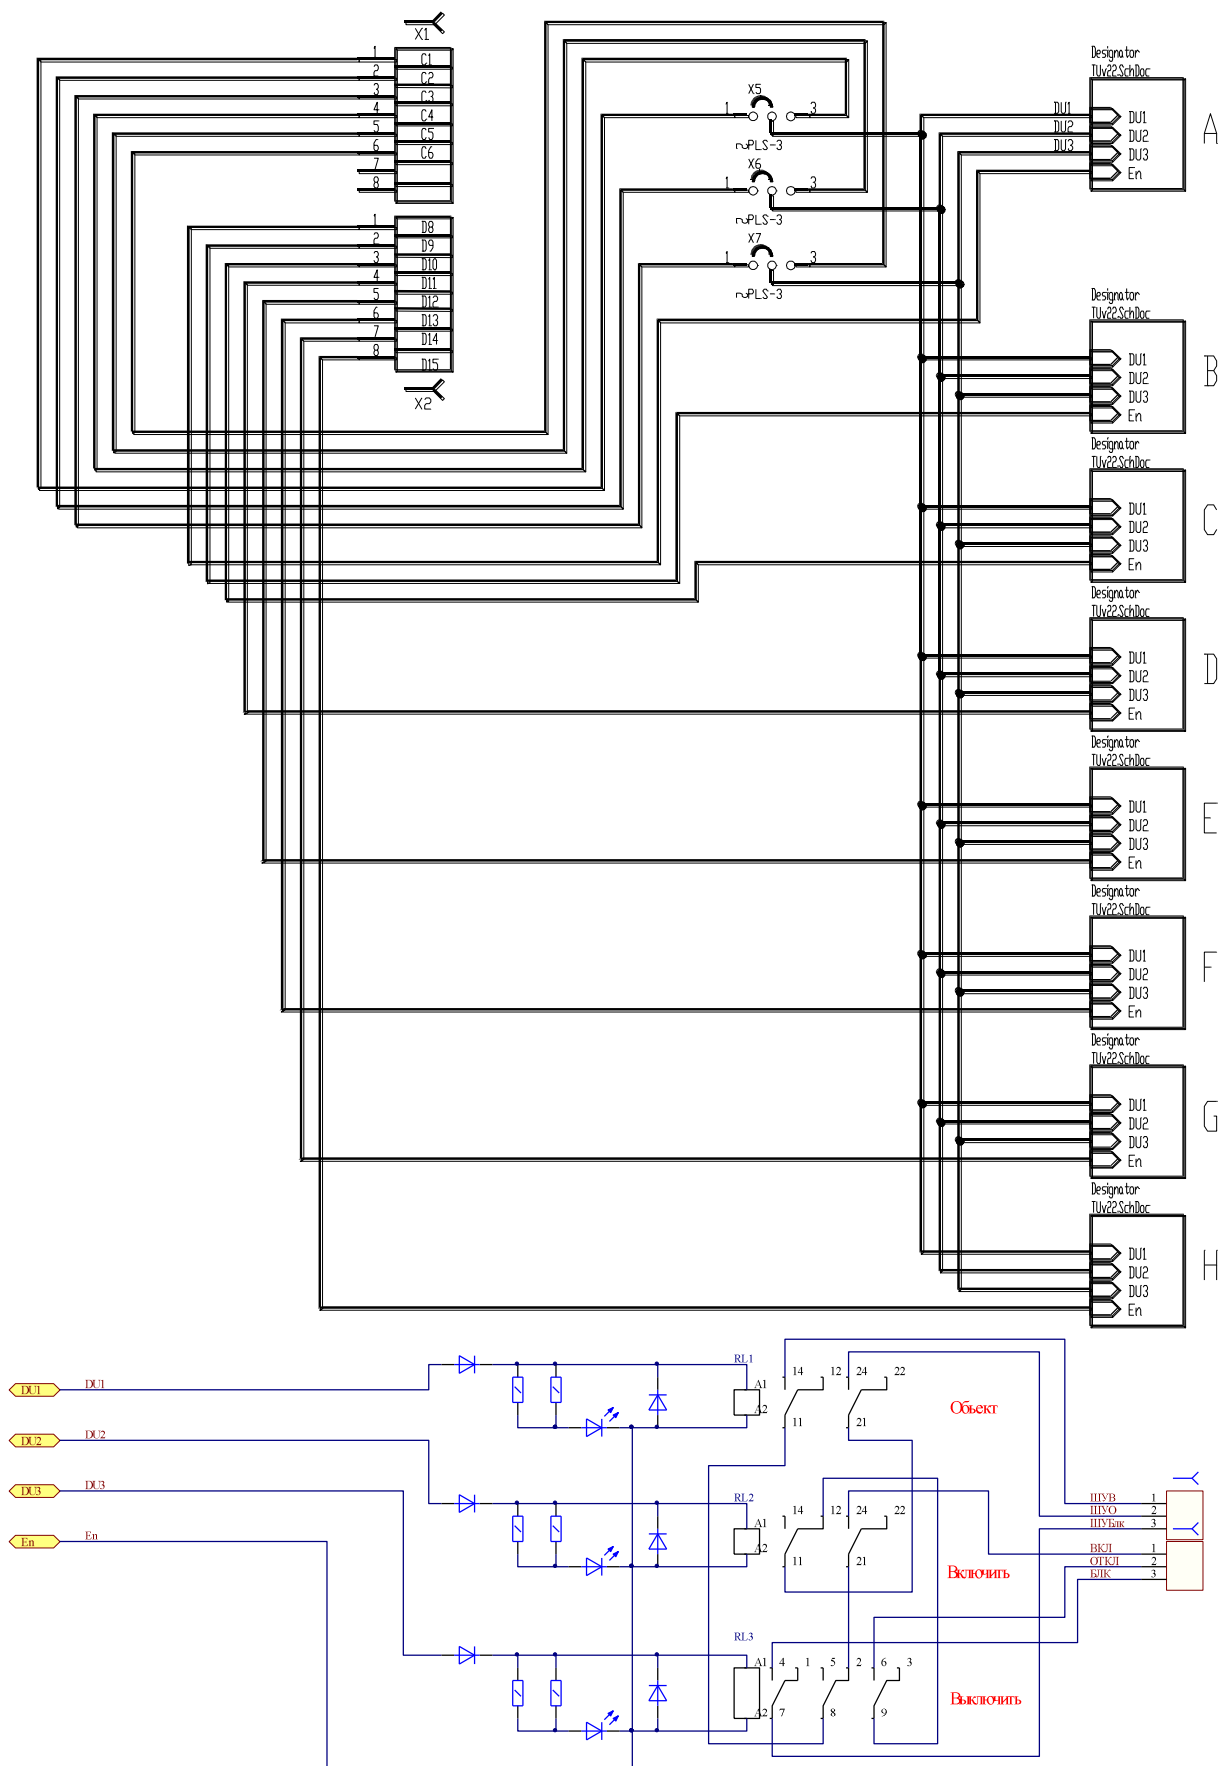 X1
1 C1
2 C2
3 C3
4 C4
5 C5
6 C6
7
8
1 D8
2 D9
3 D10
4 D11
5 D12
6 D13
7 D14
8 D15
X2
X5
1 3
PLS-3
X6
1 3
PLS-3
X7
1 3
PLS-3
Designator
TUv22.SchDoc
DU1 DU1
DU2 DU2
DU3 DU3
En
A
Designator
TUv22.SchDoc
DU1
DU2
DU3
En
B
Designator
TUv22.SchDoc
DU1
DU2
DU3
En
C
Designator
TUv22.SchDoc
DU1
DU2
DU3
En
D
Designator
TUv22.SchDoc
DU1
DU2
DU3
En
E
Designator
TUv22.SchDoc
DU1
DU2
DU3
En
F
Designator
TUv22.SchDoc
DU1
DU2
DU3
En
G
Designator
TUv22.SchDoc
DU1
DU2
DU3
En
H
DU1 DU1
DU2 DU2
DU3 DU3
En En
RL1
A1
A2
14 12 24 22
11 21
Обьект
RL2
A1
A2
14 12 24 22
11 21
Включить
RL3
A1
A2
4 1 5 2 6 3
7 8 9
Выключить
ШУВ 1
ШУО 2
ШУБлк 3
ВКЛ 1
ОТКЛ 2
БЛК 3